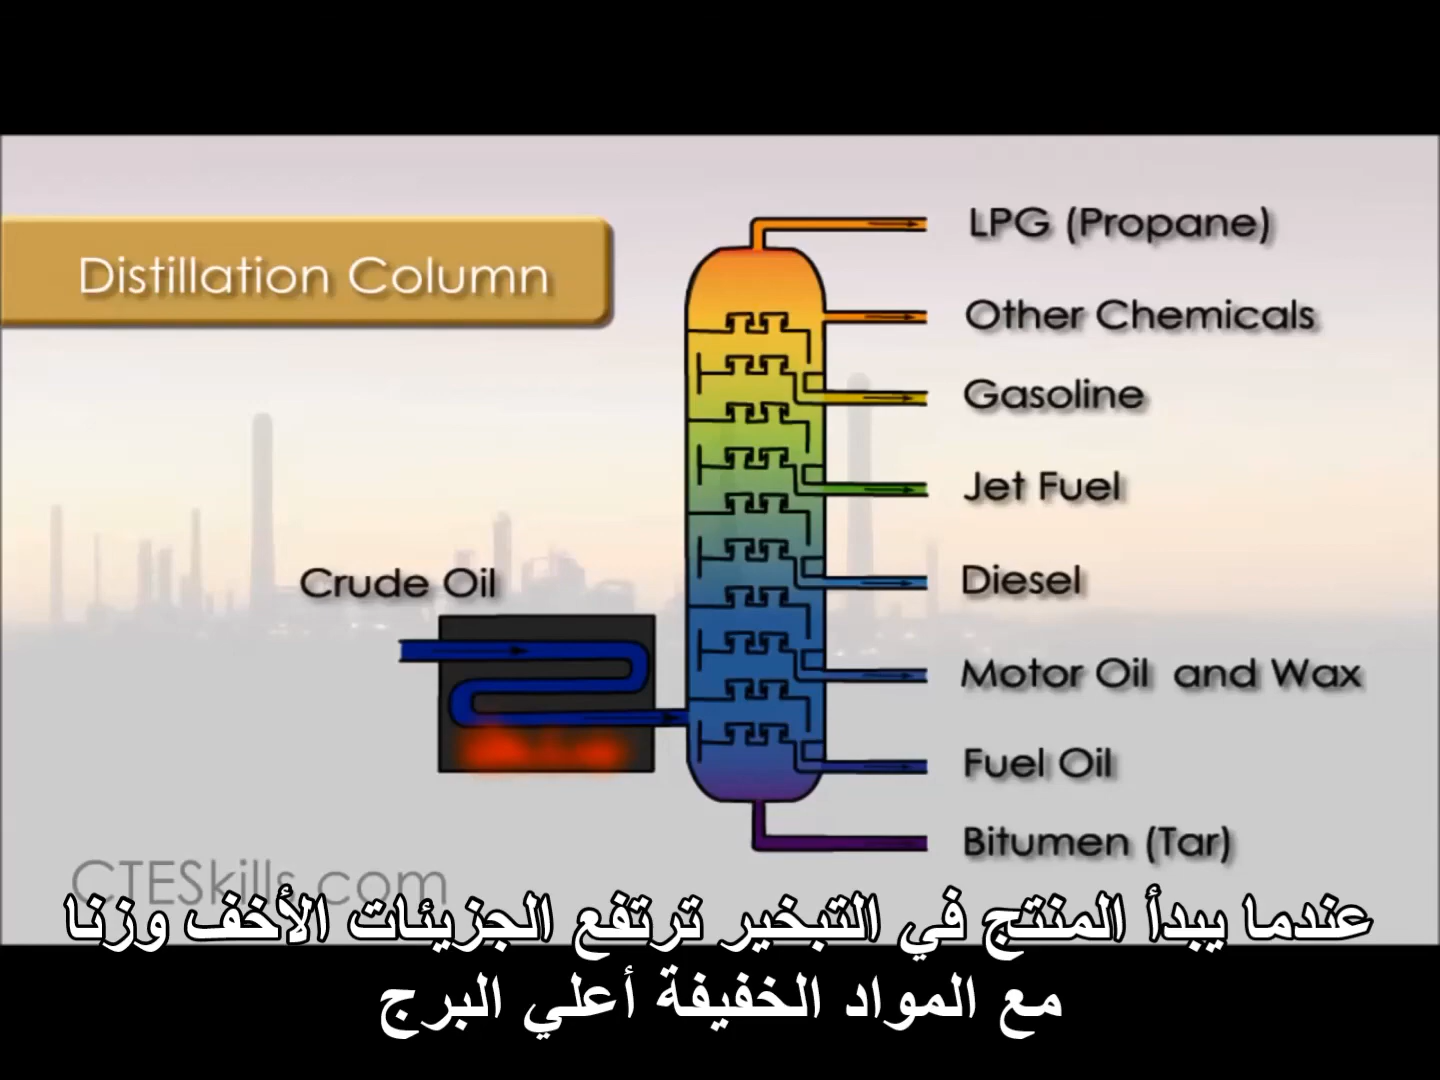 LPG (Propane)
Distillation Column
Other Chemicals
Gasoline
Jet Fuel
Crude Oil
Diesel
Motor Oil and Wax
Fuel Oil
Bitumen (Tar)
CTESkills.com
عندما يبدأ المنتج في التبخير ترتفع الجزيئات الأخف وزنا
مع المواد الخفيفة أعلي البرج